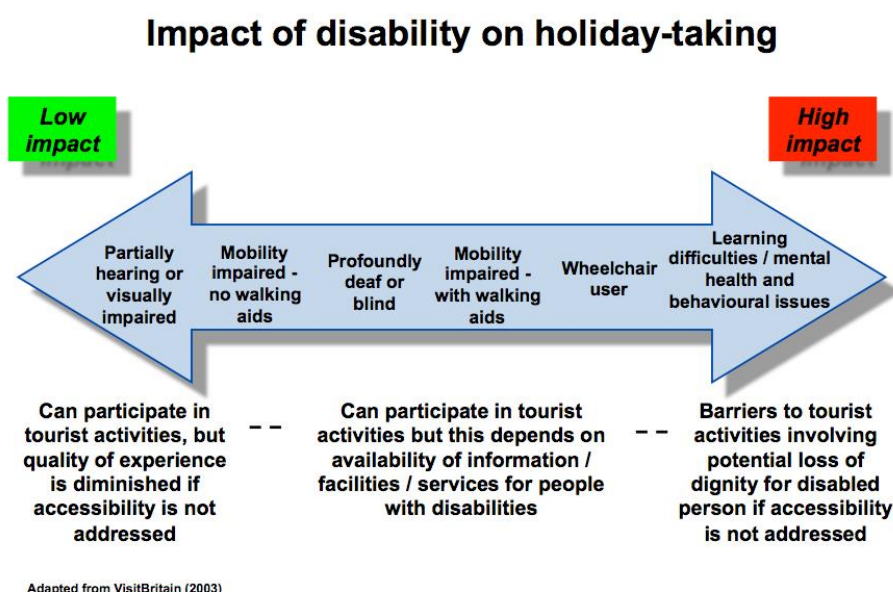 Impact of disability on holiday-taking
Low
impact
High
impact
Partially
hearing or
visually
impaired
Mobility
impaired -
no walking
aids
Profoundly
deaf or
blind
Mobility
impaired -
with walking
aids
Wheelchair
user
Learning
difficulties / mental
health and
behavioural issues
Can participate in
tourist activities, but
quality of experience
is diminished if
accessibility is not
addressed
– –
Can participate in tourist
activities but this depends on
availability of information /
facilities / services for people
with disabilities
– –
Barriers to tourist
activities involving
potential loss of
dignity for disabled
person if accessibility
is not addressed
Adapted from VisitBritain (2003)